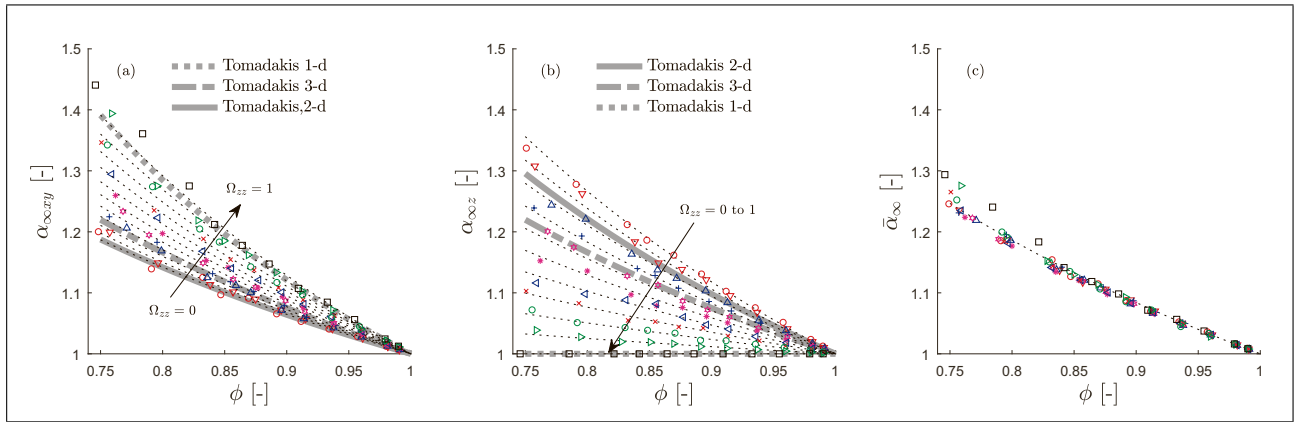 (a)
Tomadakis 1-d
Tomadakis 3-d
Tomadakis,2-d
1.5
1.4
1.3
1.2
1.1
1
α∞xy [-]
Ωzz = 1
Ωzz = 0
0.75 0.8 0.85 0.9 0.95 1
ϕ [-]
(b)
Tomadakis 2-d
Tomadakis 3-d
Tomadakis 1-d
1.5
1.4
1.3
1.2
1.1
1
α∞z [-]
Ωzz = 0 to 1
0.75 0.8 0.85 0.9 0.95 1
ϕ [-]
(c)
1.5
1.4
1.3
1.2
1.1
1
ᾱ∞ [-]
0.75 0.8 0.85 0.9 0.95 1
ϕ [-]